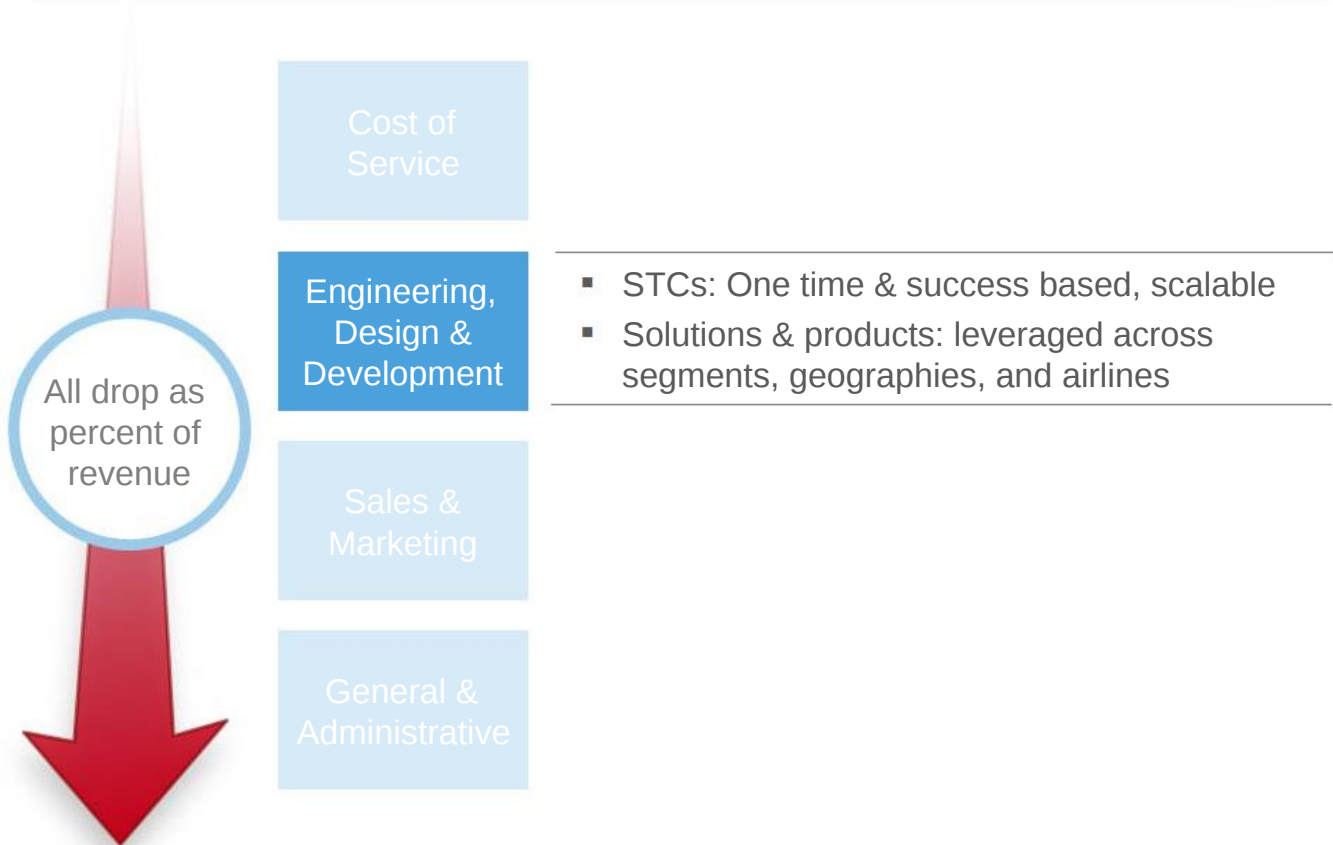 Cost of
Service
Engineering,
Design &
Development
▪ STCs: One time & success based, scalable
▪ Solutions & products: leveraged across
segments, geographies, and airlines
All drop as
percent of
revenue
Sales &
Marketing
General &
Administrative